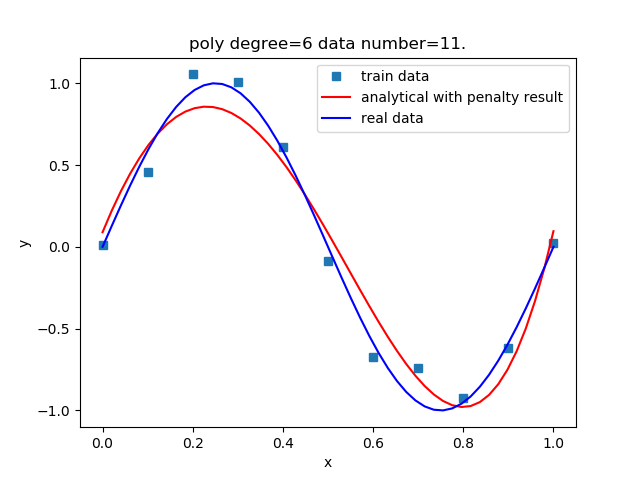 poly degree=6 data number=11.
train data
analytical with penalty result
real data
1.0
0.5
0.0
−0.5
−1.0
y
0.0
0.2
0.4
0.6
0.8
1.0
x